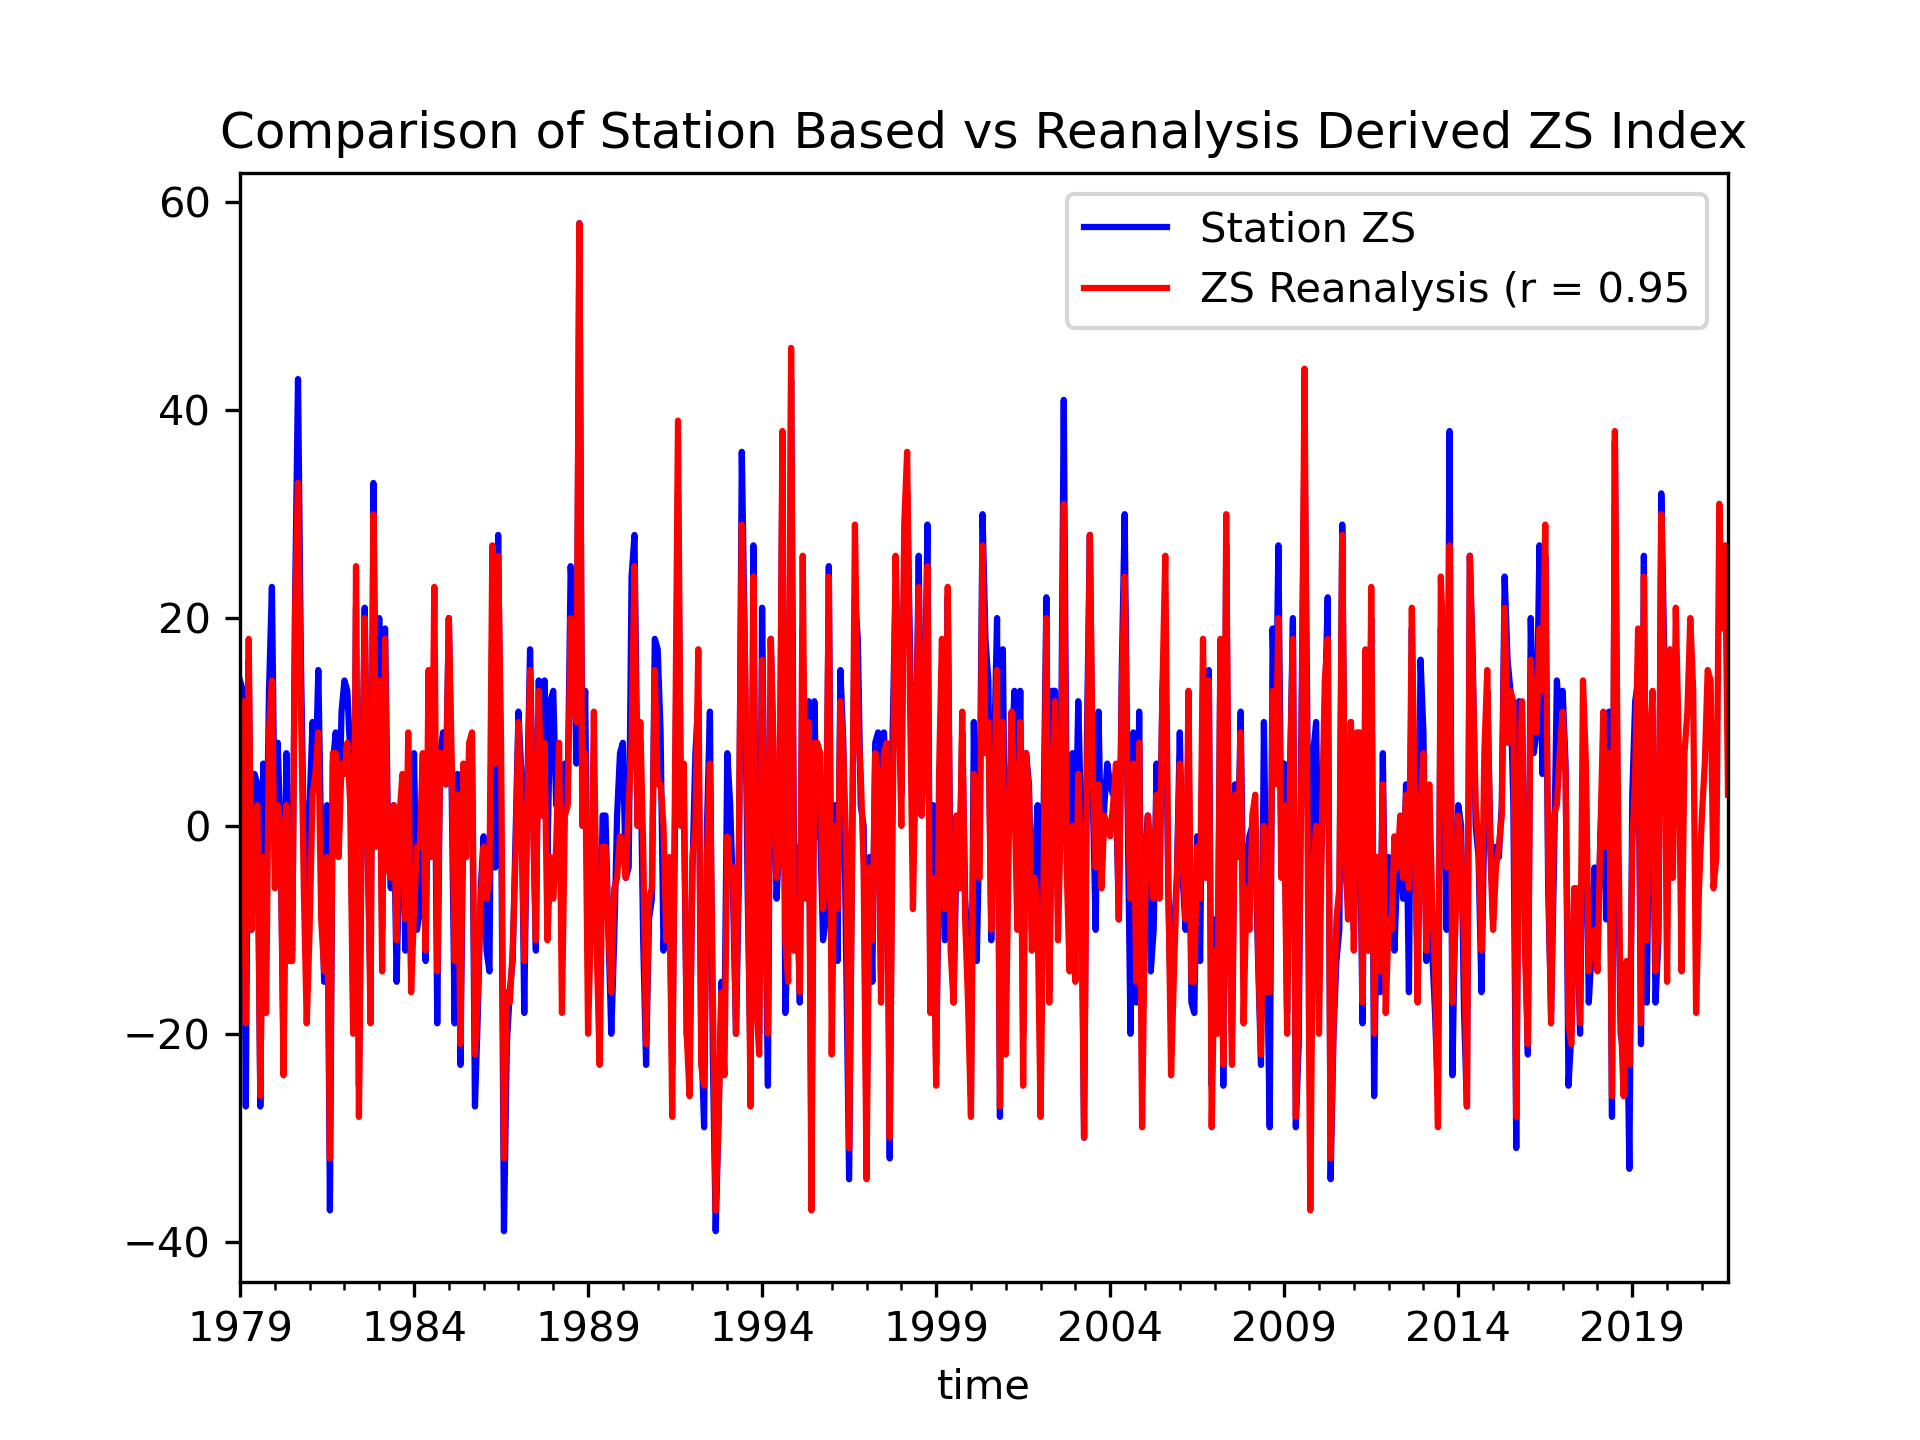 Comparison of Station Based vs Reanalysis Derived ZS Index
Station ZS
ZS Reanalysis (r = 0.95
60
40
20
0
−20
−40
1979 1984 1989 1994 1999 2004 2009 2014 2019
time